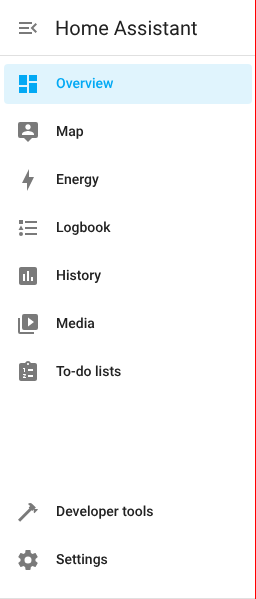 Home Assistant
Overview
Map
Energy
Logbook
History
Media
To-do lists
Developer tools
Settings